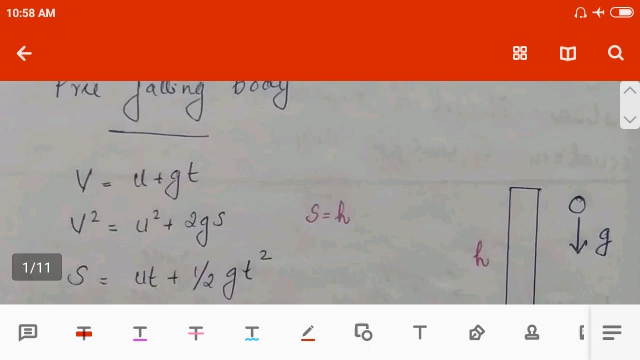 10:58 AM
Free falling body
V = u+gt
V² = u² + 2gs
S = h
h
g
1/11
S = ut + 1/2 gt²
T